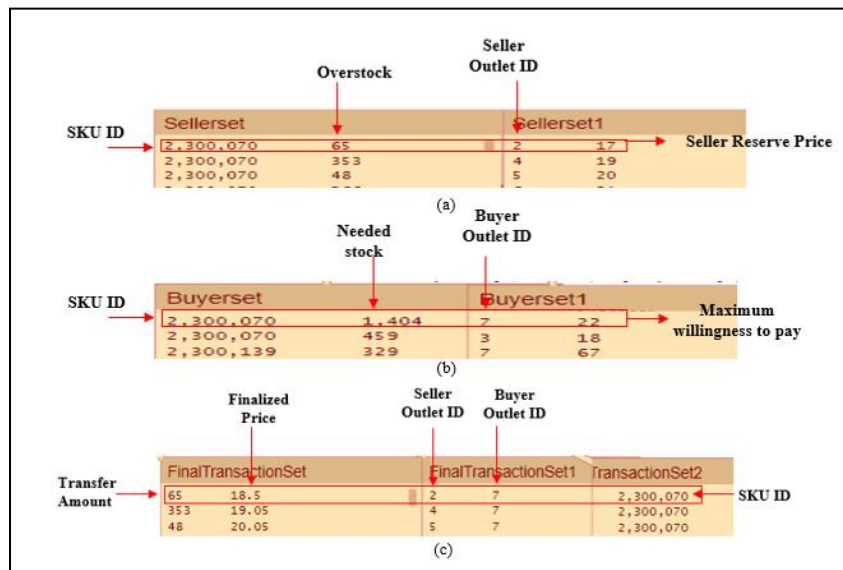 Seller
Outlet ID
Overstock
SKU ID
Sellerset Sellerset1
2,300,070 65 2 17
Seller Reserve Price
2,300,070 353 4 19
2,300,070 48 5 20
(a)
Needed
stock
Buyer
Outlet ID
SKU ID
Buyerset Buyerset1
2,300,070 1,404 7 22
Maximum
willingness to pay
2,300,070 459 3 18
2,300,139 329 7 67
(b)
Finalized
Price
Seller
Outlet ID
Buyer
Outlet ID
FinalTransactionSet FinalTransactionSet1 TransactionSet2
Transfer
Amount
65 18.5 2 7 2,300,070
SKU ID
353 19.05 4 7 2,300,070
48 20.05 5 7 2,300,070
(c)